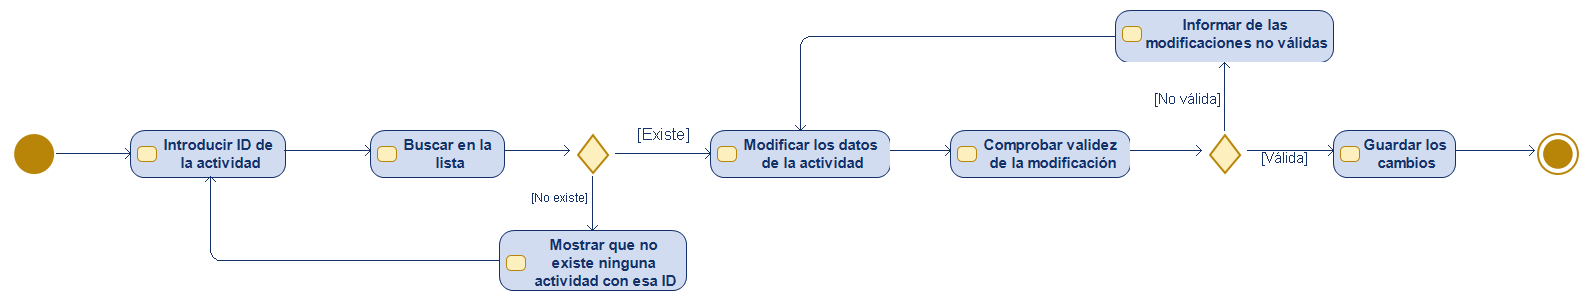 Informar de las
modificaciones no válidas
[No válida]
[Existe]
Introducir ID de
la actividad
Buscar en la
lista
Modificar los datos
de la actividad
Comprobar validez
de la modificación
[Válida]
Guardar los
cambios
[No existe]
Mostrar que no
existe ninguna
actividad con esa ID